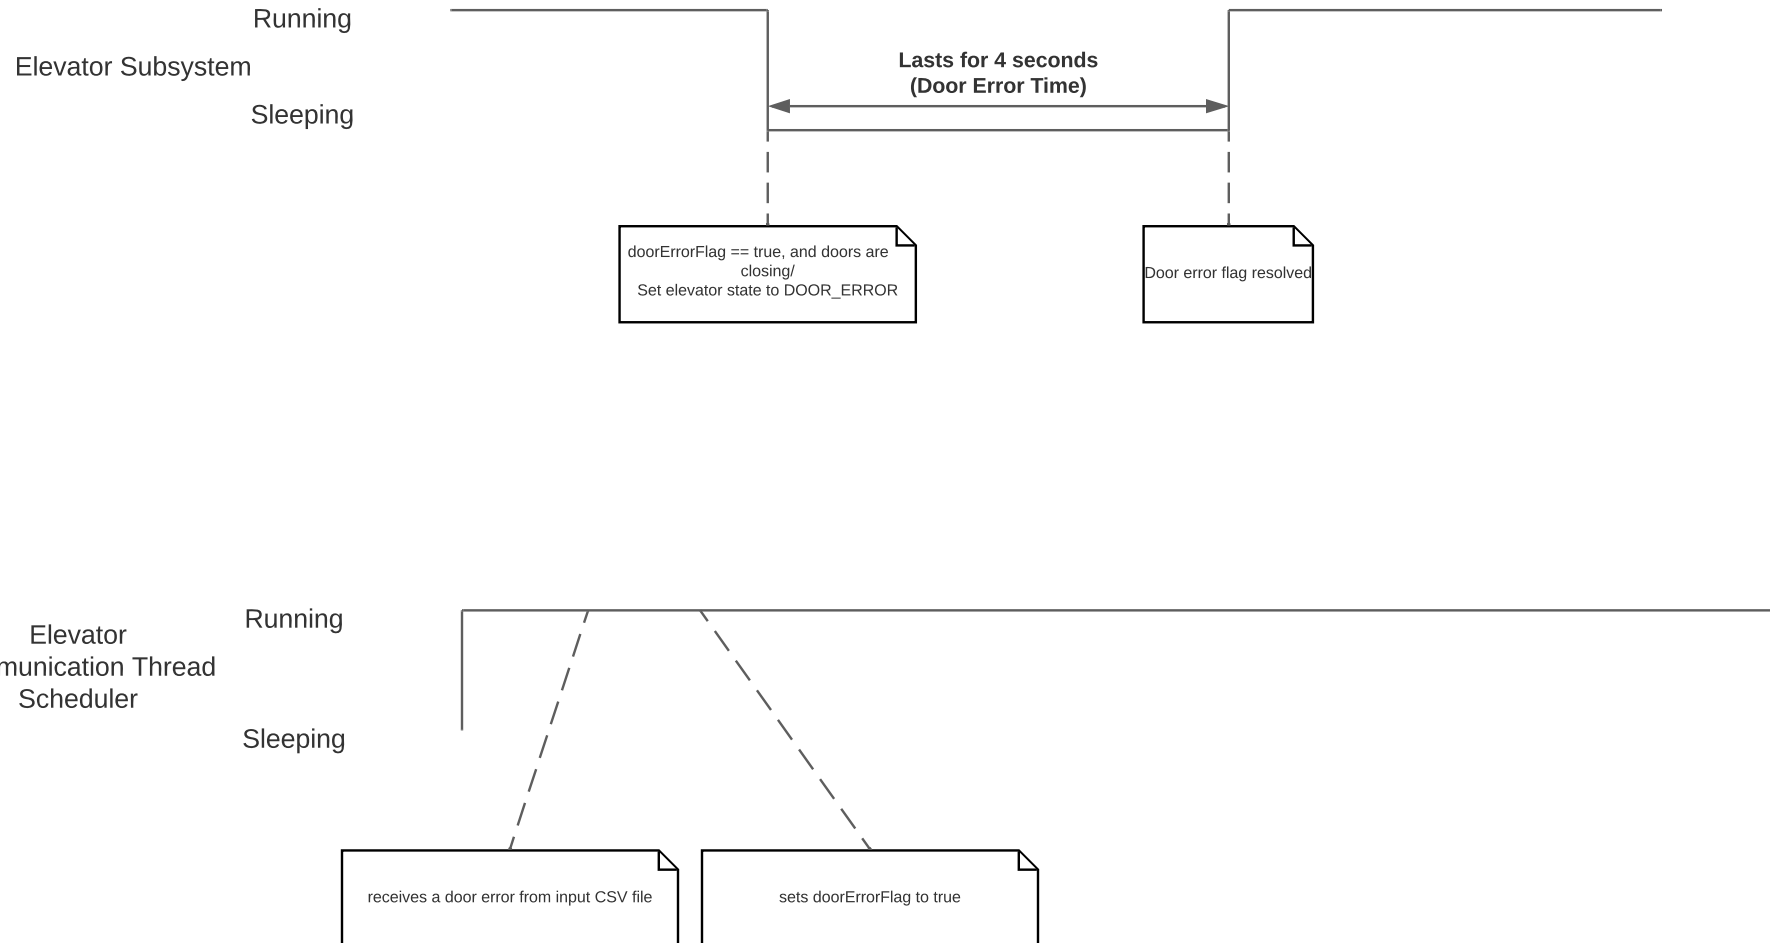 Running
Elevator Subsystem
Sleeping
Lasts for 4 seconds
(Door Error Time)
doorErrorFlag == true, and doors are
closing/
Set elevator state to DOOR_ERROR
Door error flag resolved
Running
Elevator
munication Thread
Scheduler
Sleeping
receives a door error from input CSV file
sets doorErrorFlag to true